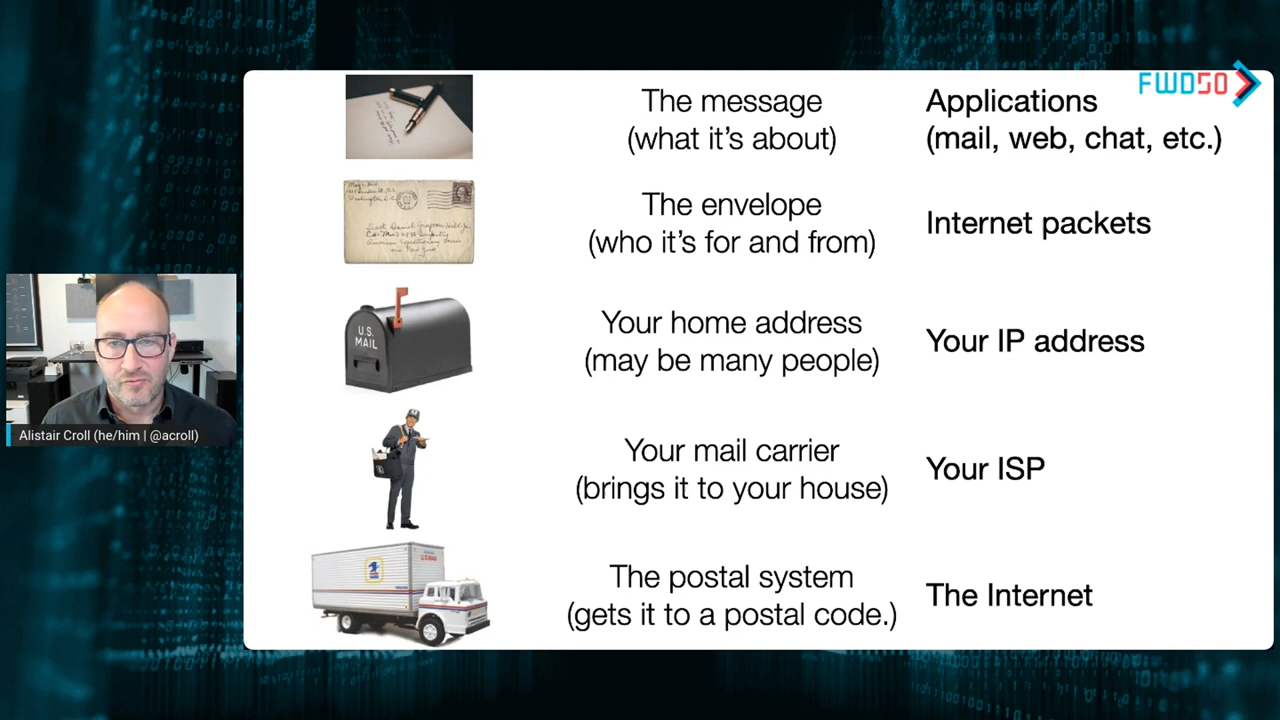 FWD50
The message
(what it's about)
Applications
(mail, web, chat, etc.)
The envelope
(who it's for and from)
Internet packets
U.S.
MAIL
Your home address
(may be many people)
Your IP address
Alistair Croll (he/him | @acroll)
Your mail carrier
(brings it to your house)
Your ISP
The postal system
(gets it to a postal code.)
The Internet